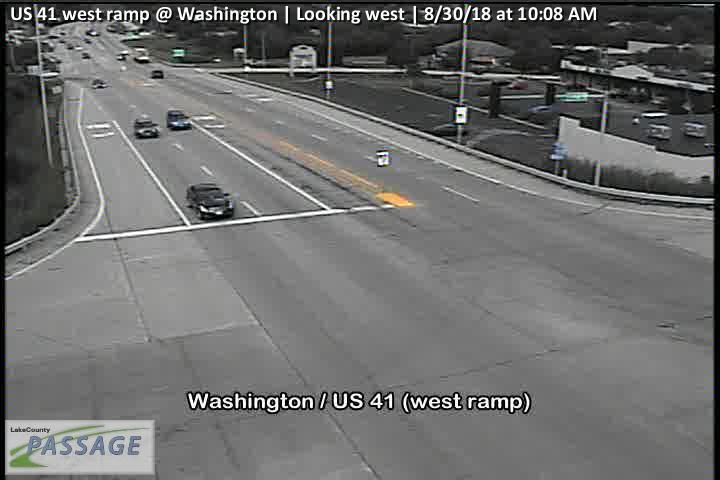 US 41 west ramp @ Washington | Looking west | 8/30/18 at 10:08 AM
Washington / US 41 (west ramp)
LakeCounty
PASSAGE